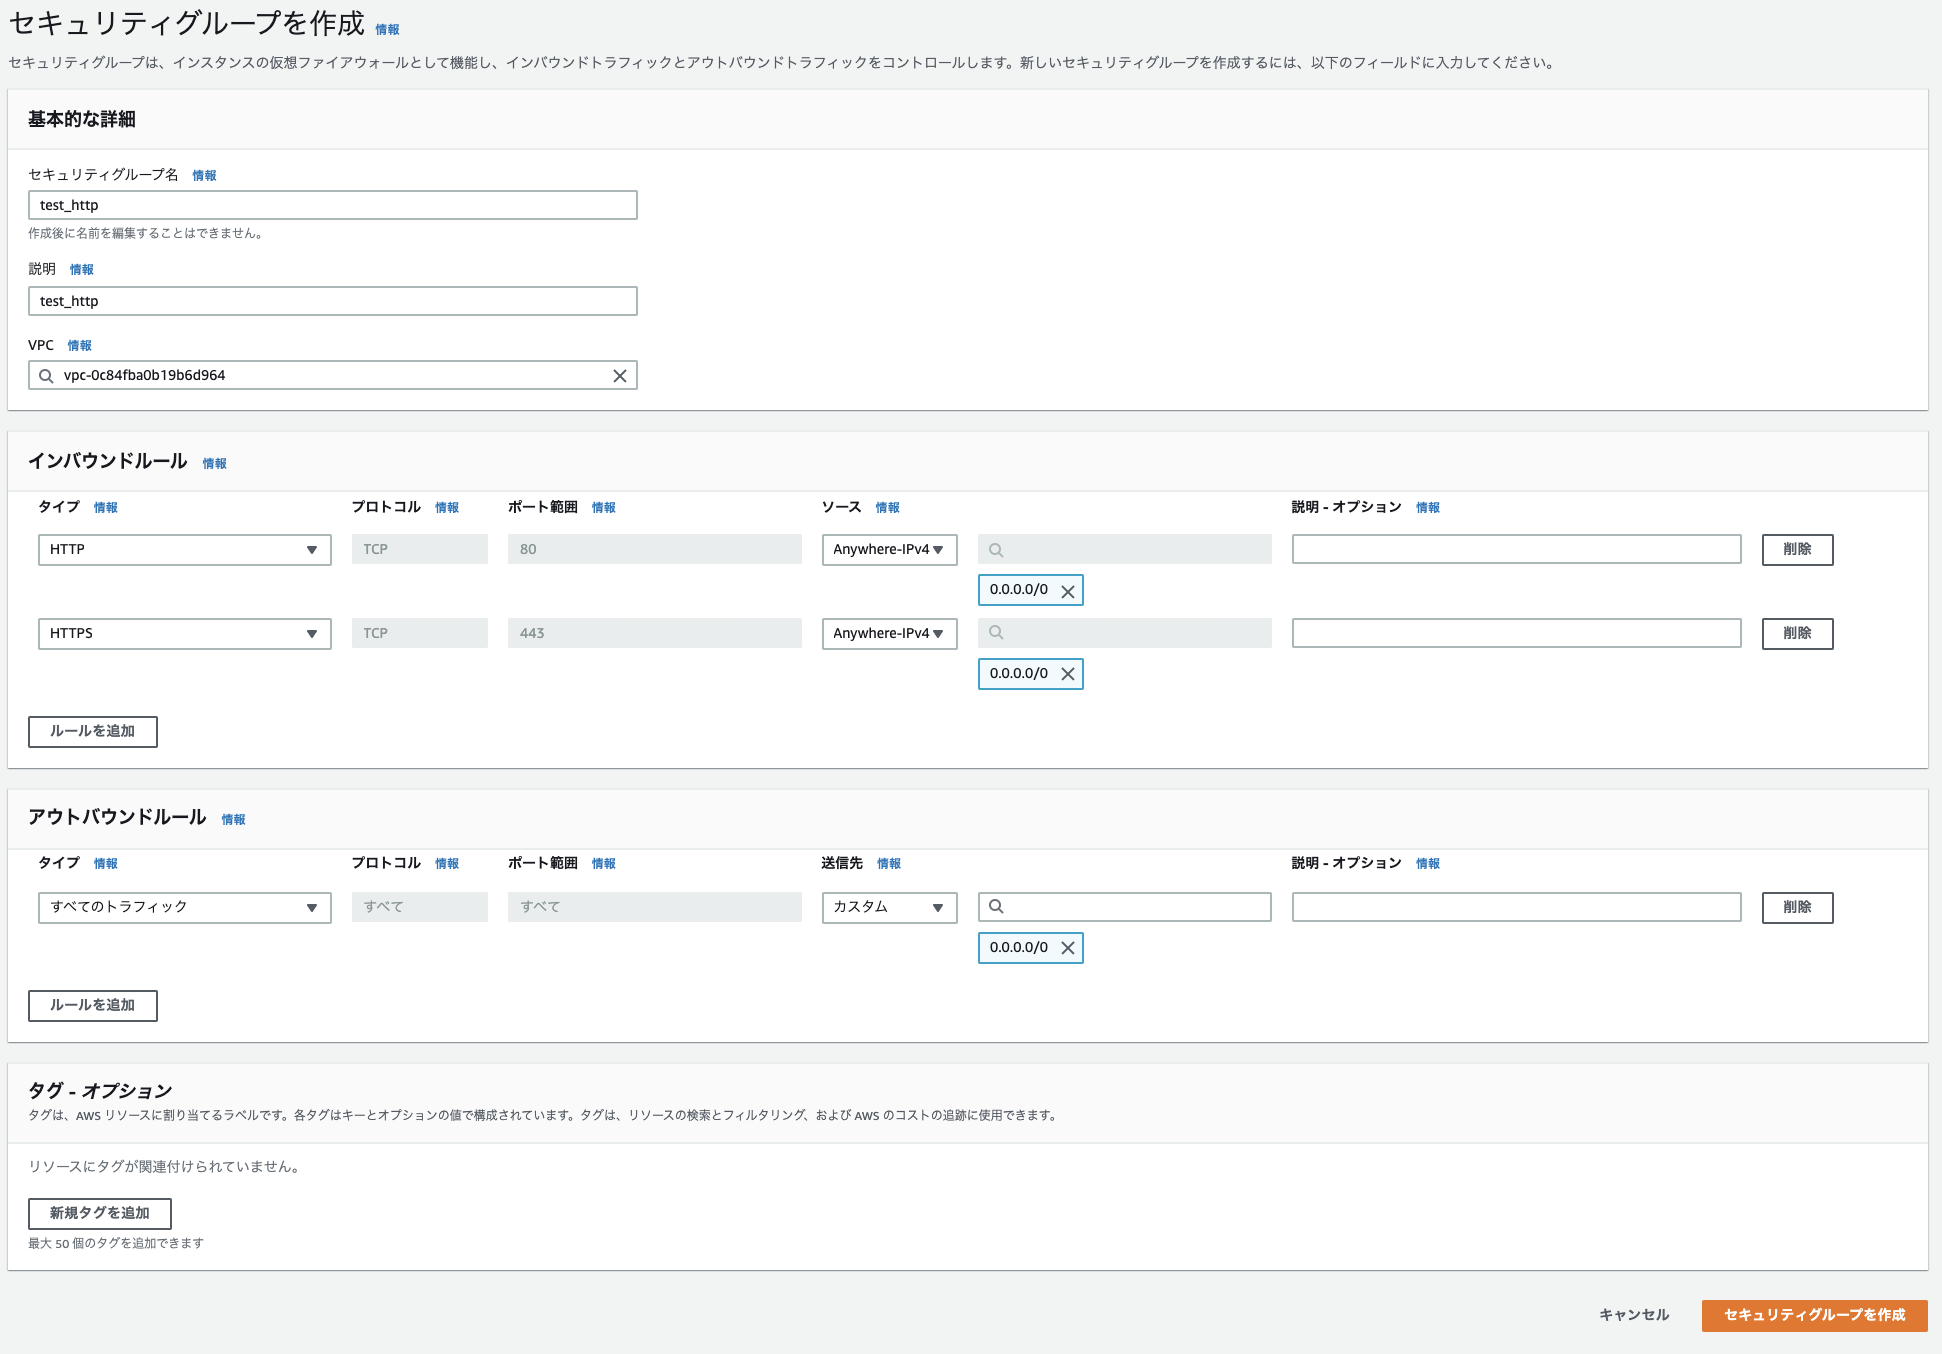 セキュリティグループを作成 情報
セキュリティグループは、インスタンスの仮想ファイアウォールとして機能し、インバウンドトラフィックとアウトバウンドトラフィックをコントロールします。新しいセキュリティグループを作成するには、以下のフィールドに入力してください。
基本的な詳細
セキュリティグループ名 情報
test_http
作成後に名前を編集することはできません。
説明 情報
test_http
VPC 情報
vpc-0c84fba0b19b6d964
インバウンドルール 情報
タイプ 情報 プロトコル 情報 ポート範囲 情報 ソース 情報 説明 - オプション 情報
HTTP TCP 80 Anywhere-IPv4 削除
0.0.0.0/0
HTTPS TCP 443 Anywhere-IPv4 削除
0.0.0.0/0
ルールを追加
アウトバウンドルール 情報
タイプ 情報 プロトコル 情報 ポート範囲 情報 送信先 情報 説明 - オプション 情報
すべてのトラフィック すべて すべて カスタム 削除
0.0.0.0/0
ルールを追加
タグ - オプション
タグは、AWS リソースに割り当てるラベルです。各タグはキーとオプションの値で構成されています。タグは、リソースの検索とフィルタリング、および AWS のコストの追跡に使用できます。
リソースにタグが関連付けられていません。
新規タグを追加
最大 50 個のタグを追加できます
キャンセル セキュリティグループを作成